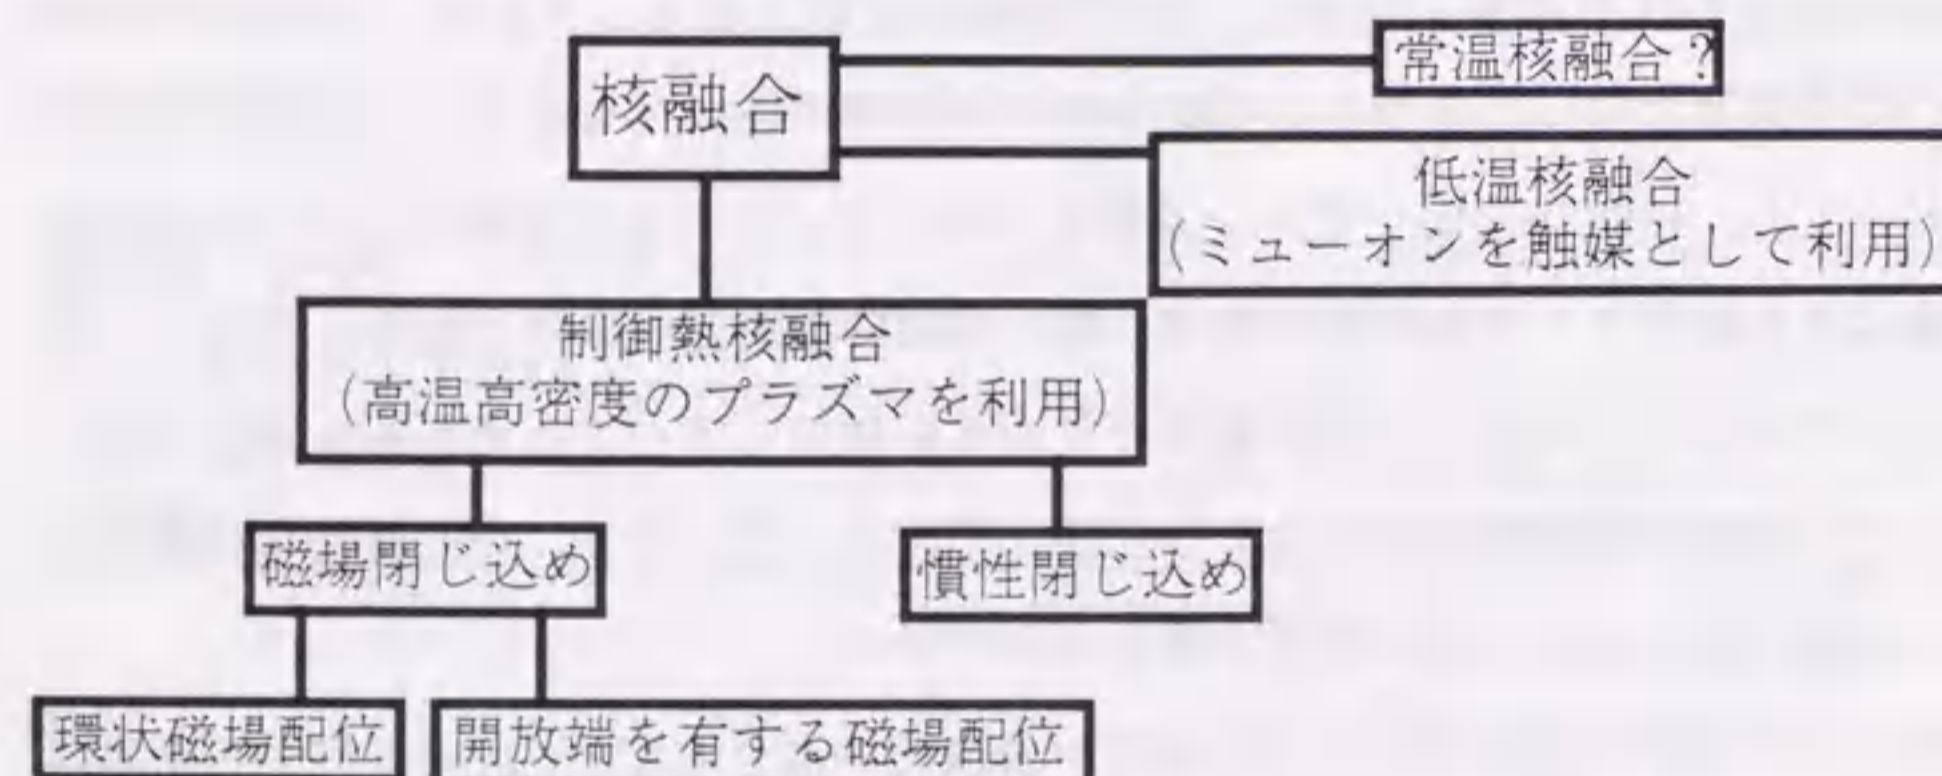 核融合
常温核融合?
低温核融合
(ミューオンを触媒として利用)
制御熱核融合
(高温高密度のプラズマを利用)
磁場閉じ込め
慣性閉じ込め
環状磁場配位
開放端を有する磁場配位